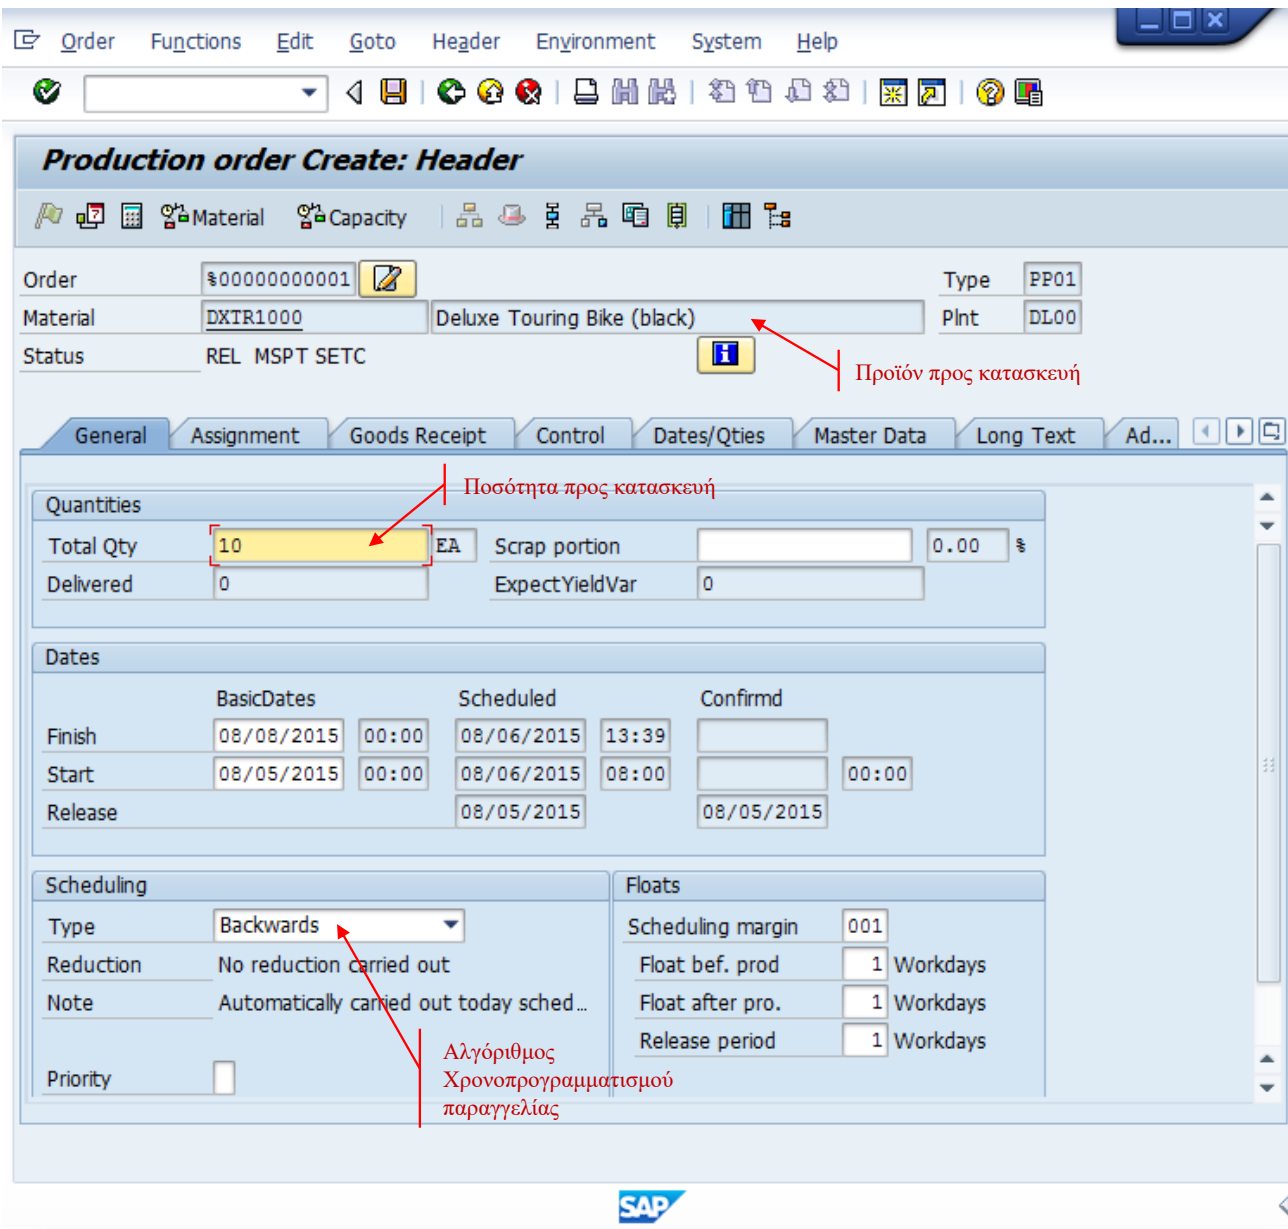 Order Functions Edit Goto Header Environment System Help
Production order Create: Header
Material Capacity
Order %00000000001 Type PP01
Material DXTR1000 Deluxe Touring Bike (black) Plnt DL00
Status REL MSPT SETC
Προϊόν προς κατασκευή
General Assignment Goods Receipt Control Dates/Qties Master Data Long Text Ad...
Ποσότητα προς κατασκευή
Quantities
Total Qty 10 EA Scrap portion 0.00 %
Delivered 0 ExpectYieldVar 0
Dates
BasicDates Scheduled Confirmd
Finish 08/08/2015 00:00 08/06/2015 13:39
Start 08/05/2015 00:00 08/06/2015 08:00 00:00
Release 08/05/2015 08/05/2015
Scheduling Floats
Type Backwards Scheduling margin 001
Reduction No reduction carried out Float bef. prod 1 Workdays
Note Automatically carried out today sched... Float after pro. 1 Workdays
Release period 1 Workdays
Αλγόριθμος
Χρονοπρογραμματισμού
παραγγελίας
Priority
SAP